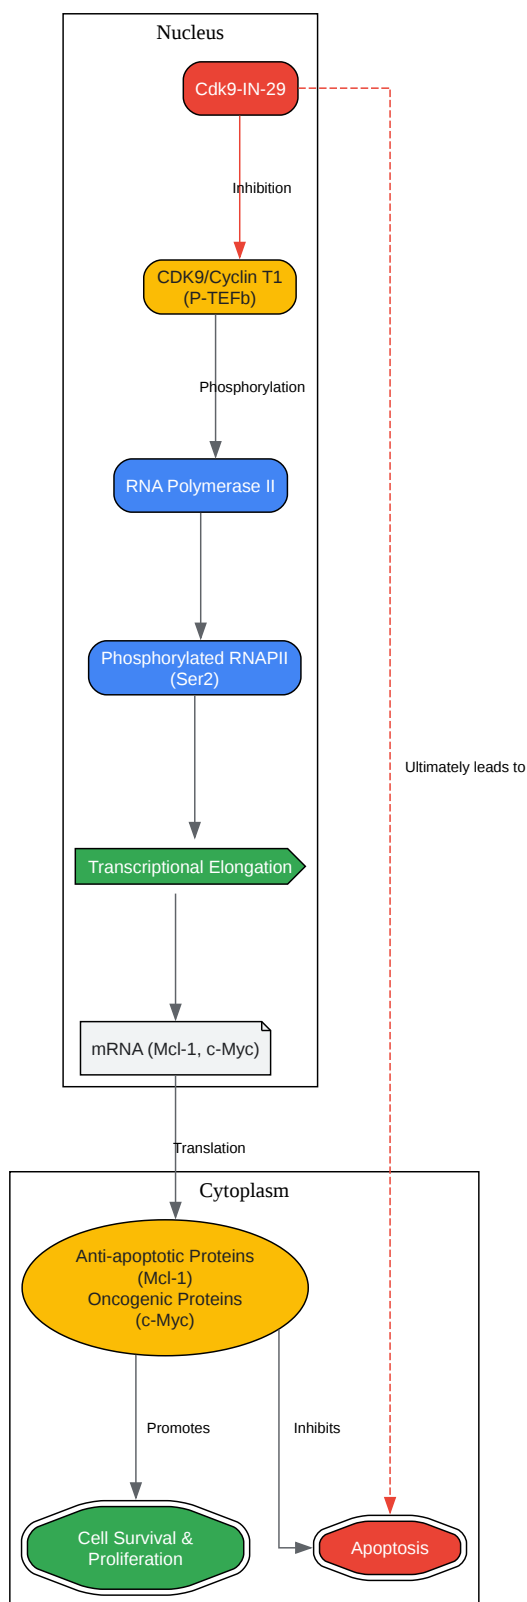 Nucleus
Cdk9-IN-29
Inhibition
CDK9/Cyclin T1
(P-TEFb)
Phosphorylation
RNA Polymerase II
Phosphorylated RNAPII
(Ser2)
Ultimately leads to
Transcriptional Elongation
mRNA (Mcl-1, c-Myc)
Translation
Cytoplasm
Anti-apoptotic Proteins
(Mcl-1)
Oncogenic Proteins
(c-Myc)
Promotes
Inhibits
Cell Survival &
Proliferation
Apoptosis